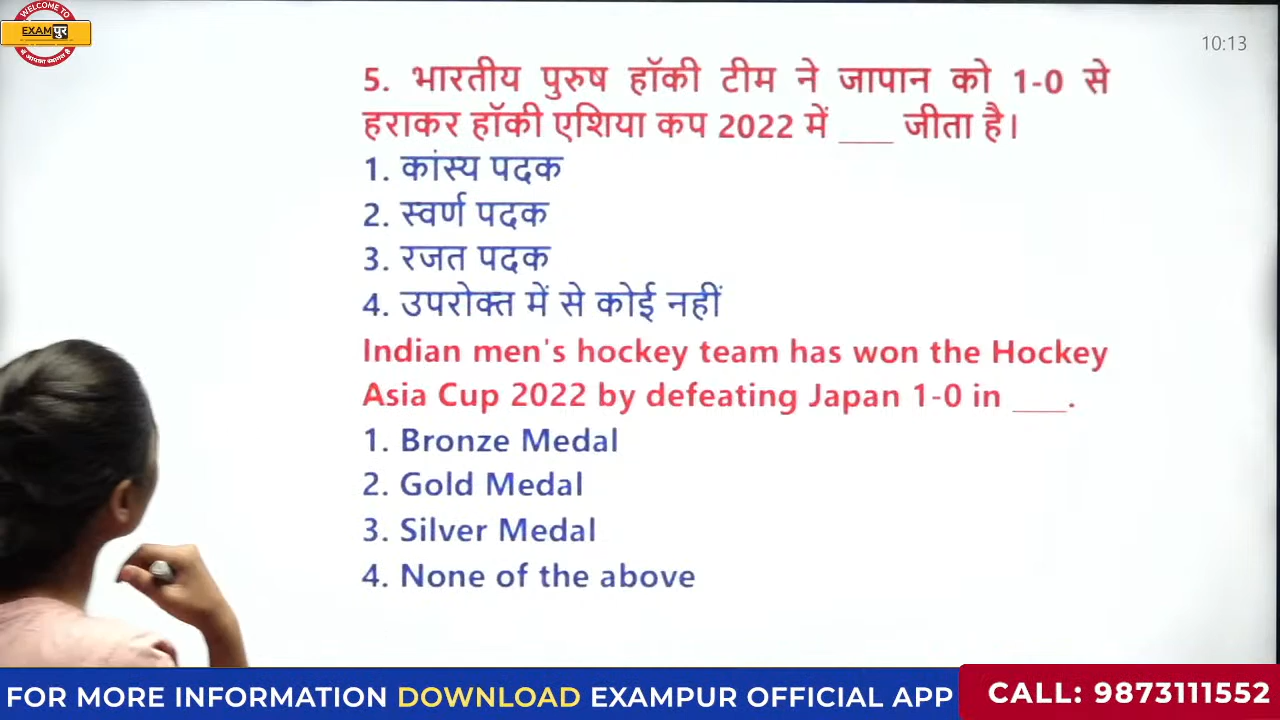 WELCOME TO
EXAMपुर
में आपका स्वागत है
10:13
5. भारतीय पुरुष हॉकी टीम ने जापान को 1-0 से
हराकर हॉकी एशिया कप 2022 में ___ जीता है।
1. कांस्य पदक
2. स्वर्ण पदक
3. रजत पदक
4. उपरोक्त में से कोई नहीं
Indian men's hockey team has won the Hockey
Asia Cup 2022 by defeating Japan 1-0 in ___.
1. Bronze Medal
2. Gold Medal
3. Silver Medal
4. None of the above
FOR MORE INFORMATION DOWNLOAD EXAMPUR OFFICIAL APP
CALL: 9873111552